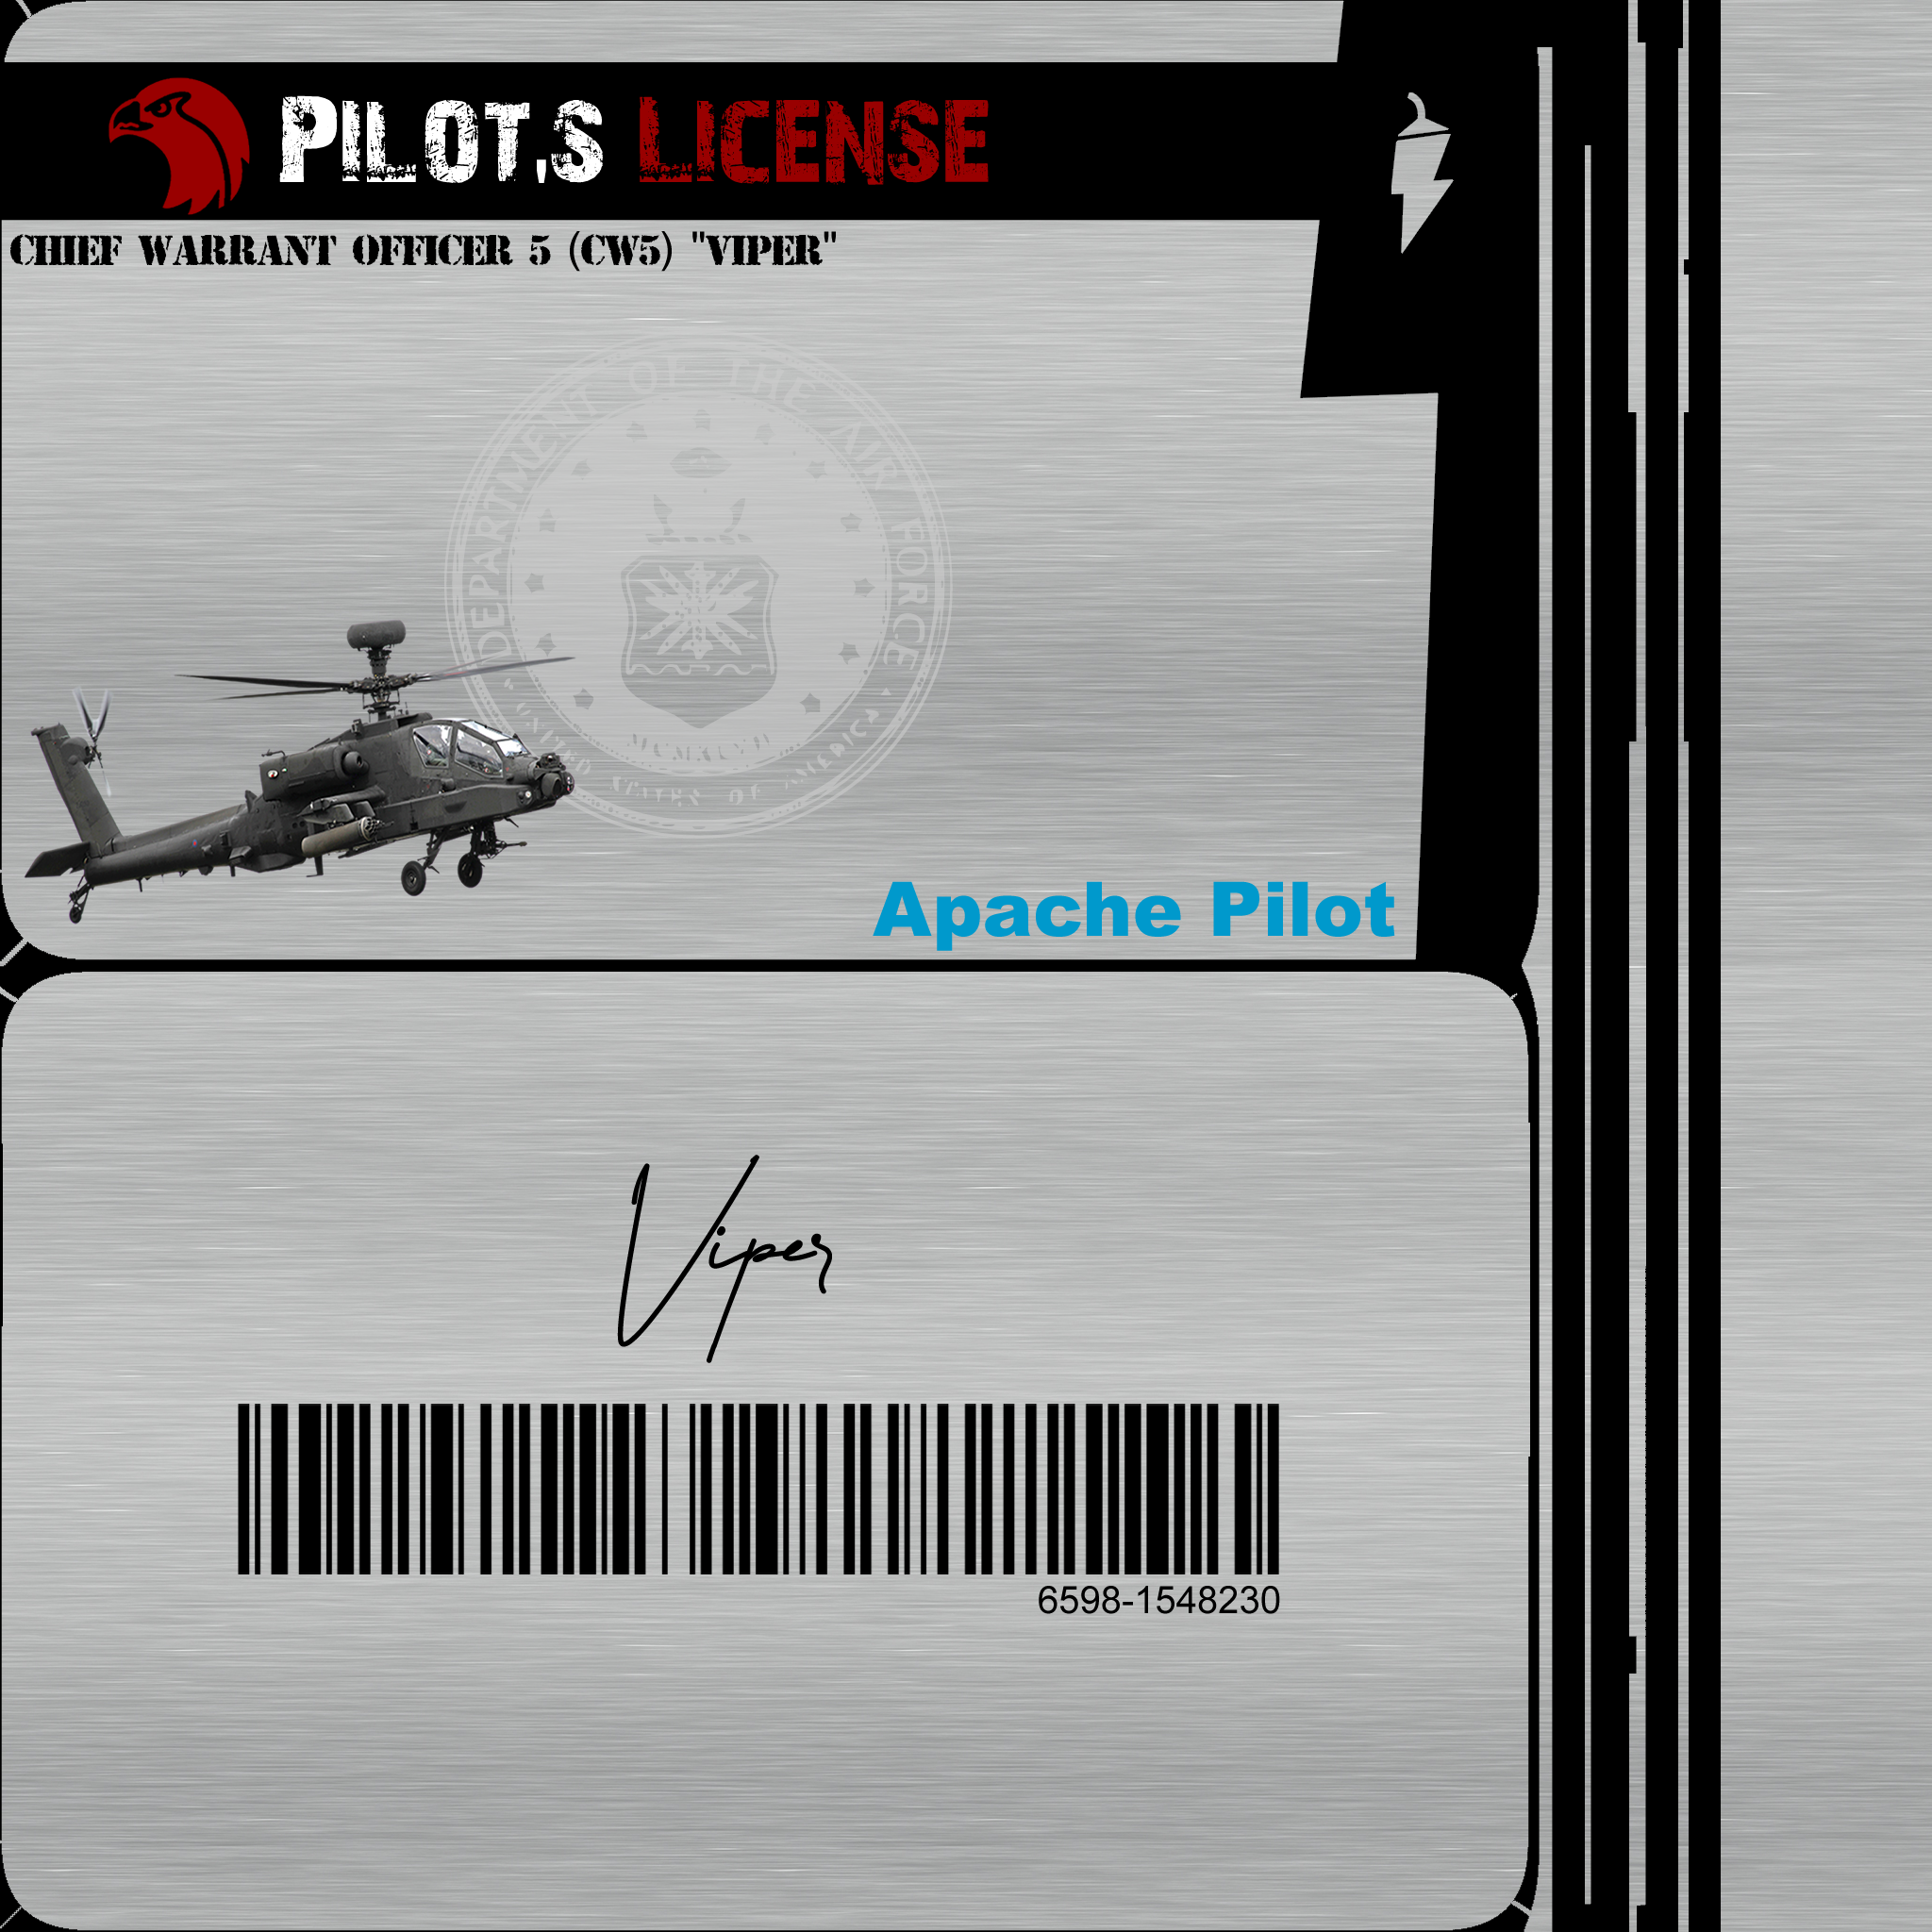 PILOT,S LICENSE
CHIEF WARRANT OFFICER 5 (CW5) "VIPER"
DEPARTMENT OF THE AIR FORCE
UNITED STATES OF AMERICA
Apache Pilot
Viper
6598-1548230